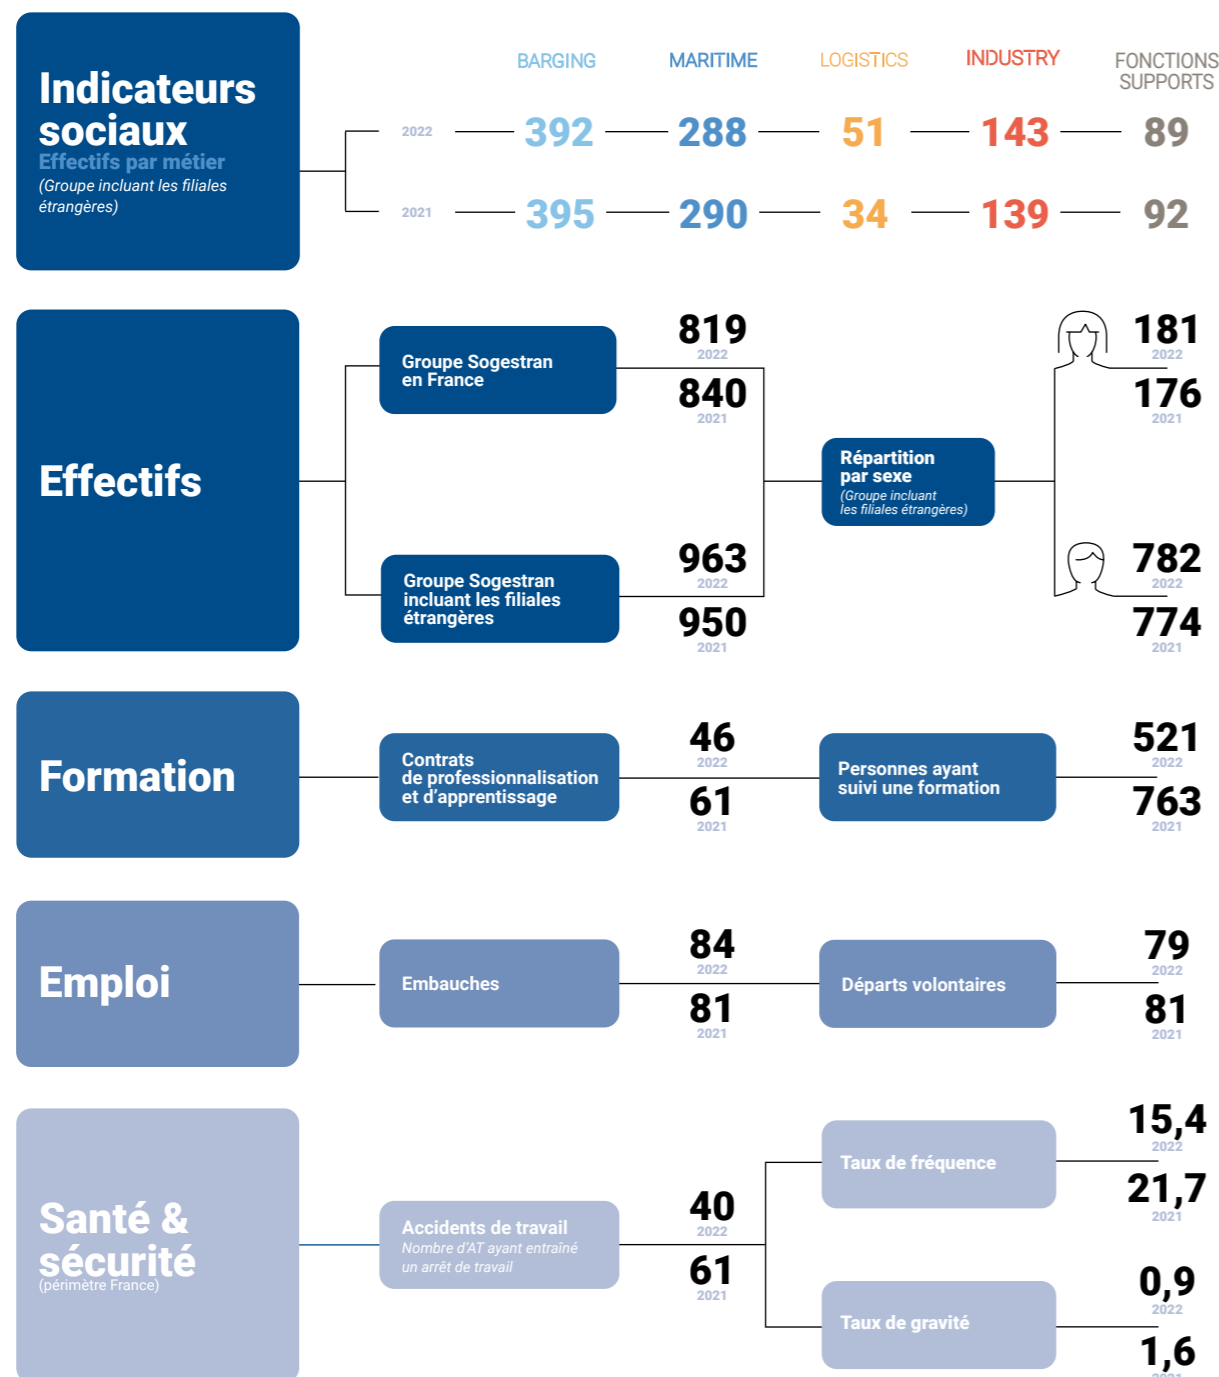 Indicateurs
sociaux
Effectifs par métier
(Groupe incluant les filiales
étrangères)
BARGING
MARITIME
LOGISTICS
INDUSTRY
FONCTIONS
SUPPORTS
2022
392
288
51
143
89
2021
395
290
34
139
92
Effectifs
Groupe Sogestran
en France
819
2022
840
2021
Groupe Sogestran
incluant les filiales
étrangères
963
2022
950
2021
Répartition
par sexe
(Groupe incluant
les filiales étrangères)
181
2022
176
2021
782
2022
774
2021
Formation
Contrats
de professionnalisation
et d'apprentissage
46
2022
61
2021
Personnes ayant
suivi une formation
521
2022
763
2021
Emploi
Embauches
84
2022
81
2021
Départs volontaires
79
2022
81
2021
Santé &
sécurité
(périmètre France)
Accidents de travail
Nombre d'AT ayant entraîné
un arrêt de travail
40
2022
61
2021
Taux de fréquence
15,4
2022
21,7
2021
Taux de gravité
0,9
2022
1,6
2021